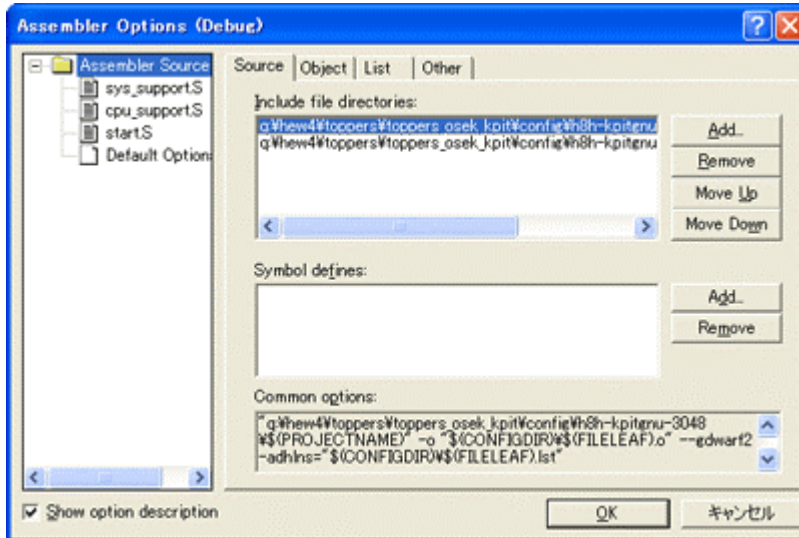 Assembler Options (Debug)
Assembler Source
sys_support.S
cpu_support.S
start.S
Default Option
Source
Object
List
Other
Include file directories:
q:¥hew4¥toppers¥toppers_osek_kpit¥config¥h8h-kpitgnu
q:¥hew4¥toppers¥toppers_osek_kpit¥config¥h8h-kpitgnu
Add...
Remove
Move Up
Move Down
Symbol defines:
Add...
Remove
Common options:
"q:¥hew4¥toppers¥toppers_osek_kpit¥config¥h8h-kpitgnu-3048
¥$(PROJECTNAME)" -o "$(CONFIGDIR)¥$(FILELEAF).o" --gdwarf2
-adhlns="$(CONFIGDIR)¥$(FILELEAF).lst"
Show option description
OK
キャンセル